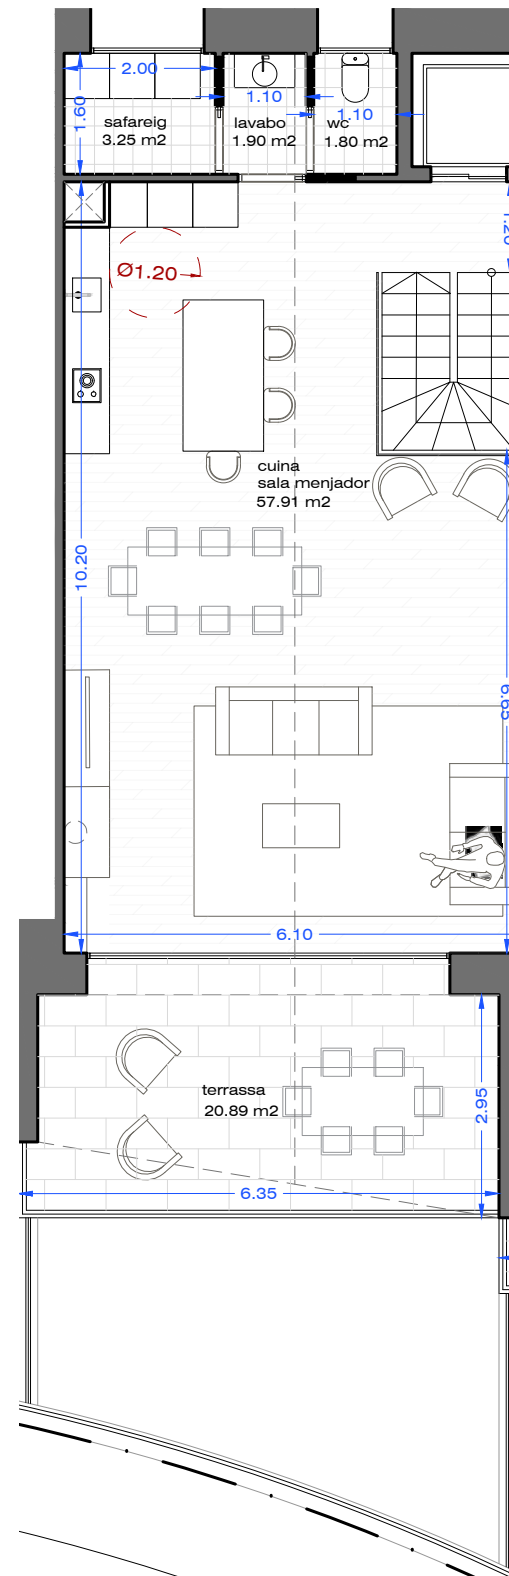 2.00
1.60
safareig
3.25 m2
1.10
lavabo
1.90 m2
1.10
wc
1.80 m2
Ø1.20
cuina
sala menjador
57.91 m2
10.20
6.10
terrassa
20.89 m2
2.95
6.35